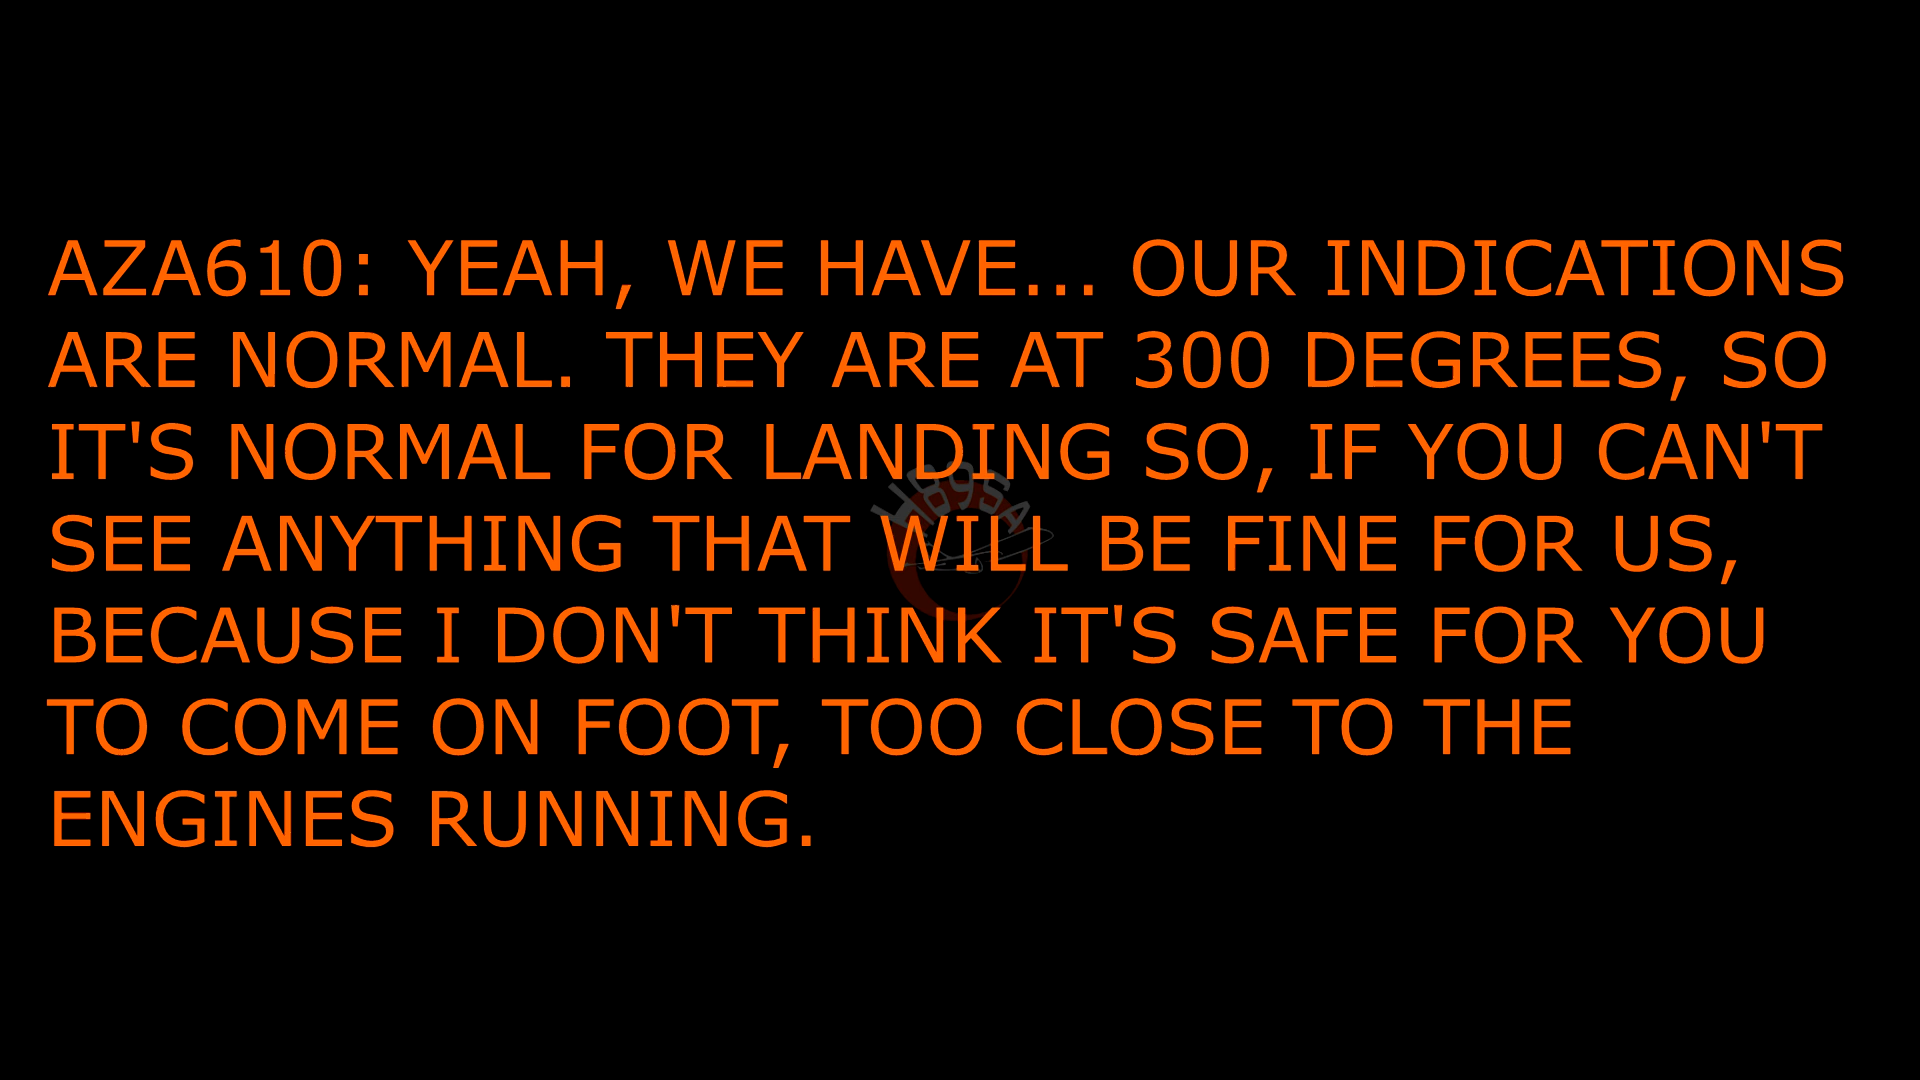 AZA610: YEAH, WE HAVE... OUR INDICATIONS
ARE NORMAL. THEY ARE AT 300 DEGREES, SO
IT'S NORMAL FOR LANDING SO, IF YOU CAN'T
SEE ANYTHING THAT WILL BE FINE FOR US,
BECAUSE I DON'T THINK IT'S SAFE FOR YOU
TO COME ON FOOT, TOO CLOSE TO THE
ENGINES RUNNING.